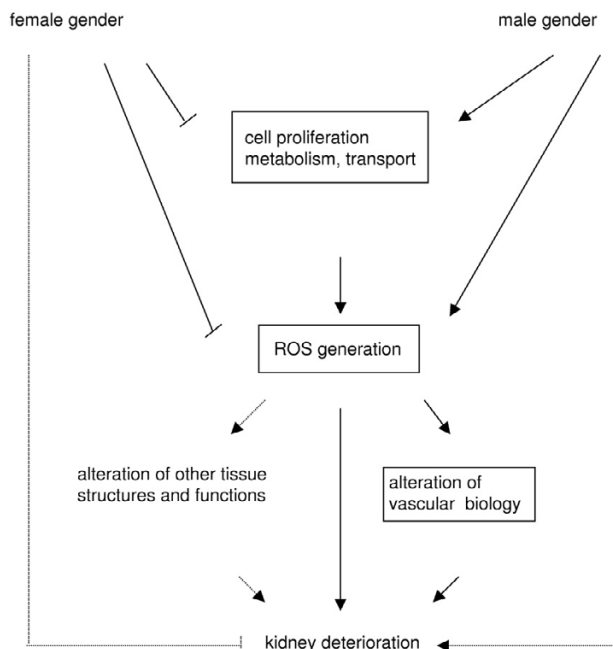 female gender
male gender
cell proliferation
metabolism, transport
ROS generation
alteration of other tissue
structures and functions
alteration of
vascular biology
kidney deterioration